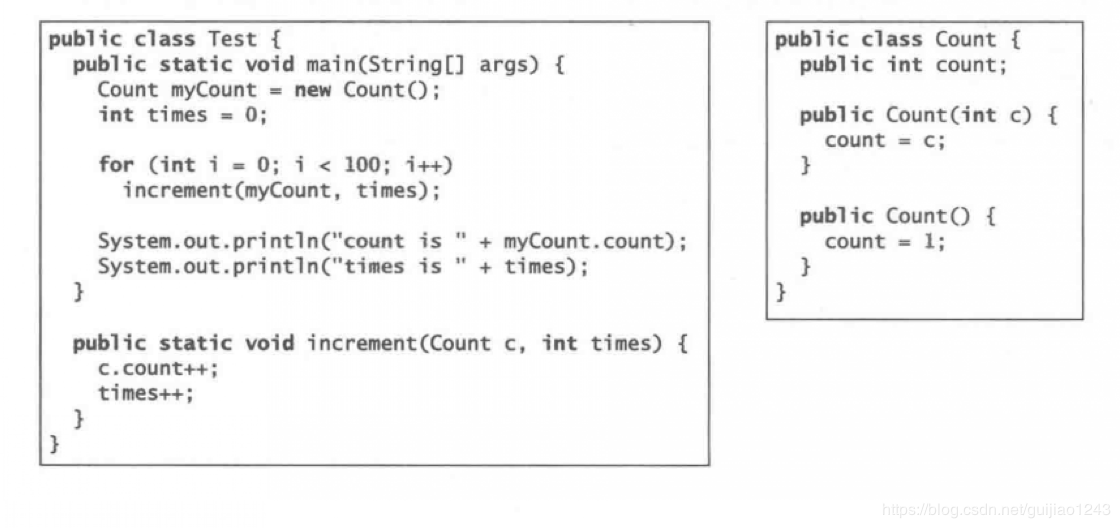 public class Test {
  public static void main(String[] args) {
    Count myCount = new Count();
    int times = 0;

    for (int i = 0; i < 100; i++)
      increment(myCount, times);

    System.out.println("count is " + myCount.count);
    System.out.println("times is " + times);
  }

  public static void increment(Count c, int times) {
    c.count++;
    times++;
  }
}
public class Count {
  public int count;

  public Count(int c) {
    count = c;
  }

  public Count() {
    count = 1;
  }
}
https://blog.csdn.net/guijiao1243